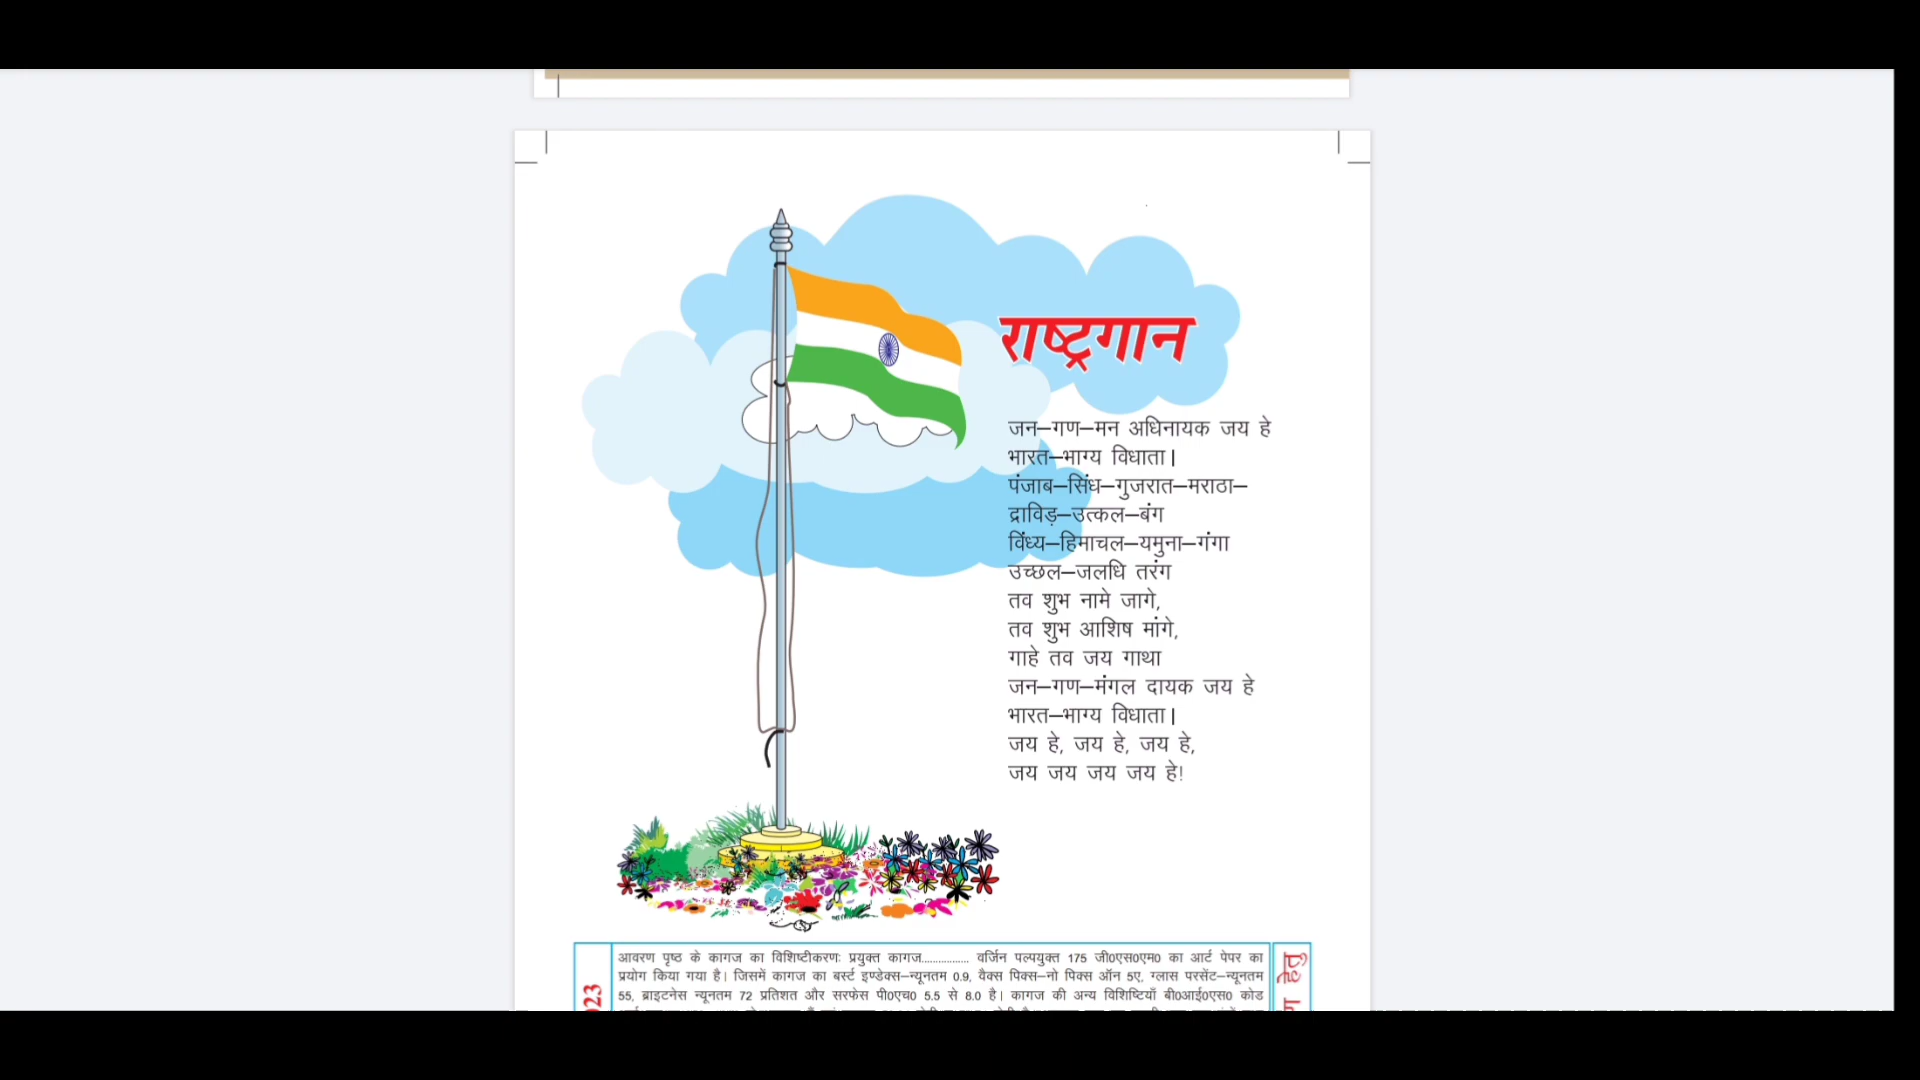 राष्ट्रगान
जन–गण–मन अधिनायक जय हे
भारत–भाग्य विधाता।
पंजाब–सिंध–गुजरात–मराठा–
द्राविड़–उत्कल–बंग
विंध्य–हिमाचल–यमुना–गंगा
उच्छल–जलधि तरंग
तव शुभ नामे जागे,
तव शुभ आशिष मांगे,
गाहे तव जय गाथा
जन–गण–मंगल दायक जय हे
भारत–भाग्य विधाता।
जय हे, जय हे, जय हे,
जय जय जय जय हे!
आवरण पृष्ठ के कागज का विशिष्टीकरणः प्रयुक्त कागज................ वर्जिन पल्पयुक्त 175 जी0एस0एम0 का आर्ट पेपर का
प्रयोग किया गया है। जिसमें कागज का बर्स्ट इण्डेक्स–न्यूनतम 0.9, वैक्स पिक्स–नो पिक्स ऑन 5ए, ग्लास परसेंट–न्यूनतम
55, ब्राइटनेस न्यूनतम 72 प्रतिशत और सरफेस पी0एच0 5.5 से 8.0 है। कागज की अन्य विशिष्टियाँ बी0आई0एस0 कोड
023
हेतु